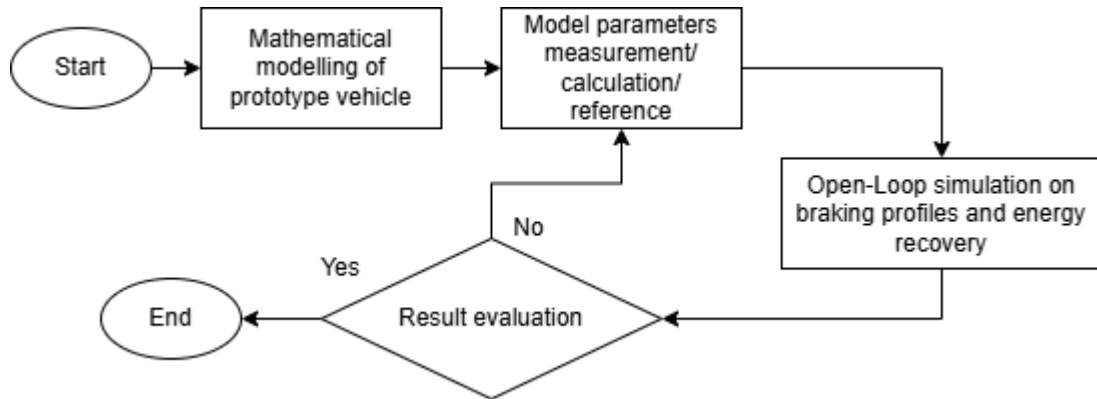 Start
Mathematical
modelling of
prototype vehicle
Model parameters
measurement/
calculation/
reference
Open-Loop simulation on
braking profiles and energy
recovery
No
Yes
Result evaluation
End